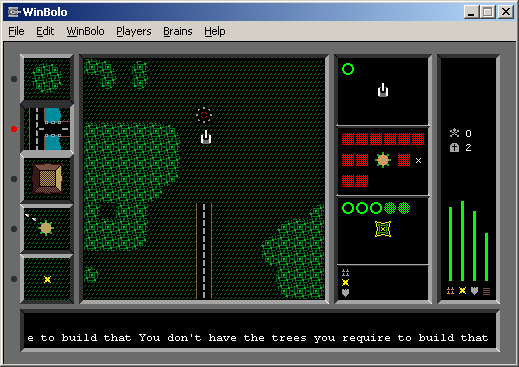 WinBolo
File Edit WinBolo Players Brains Help
0
2
e to build that You don't have the trees you require to build that